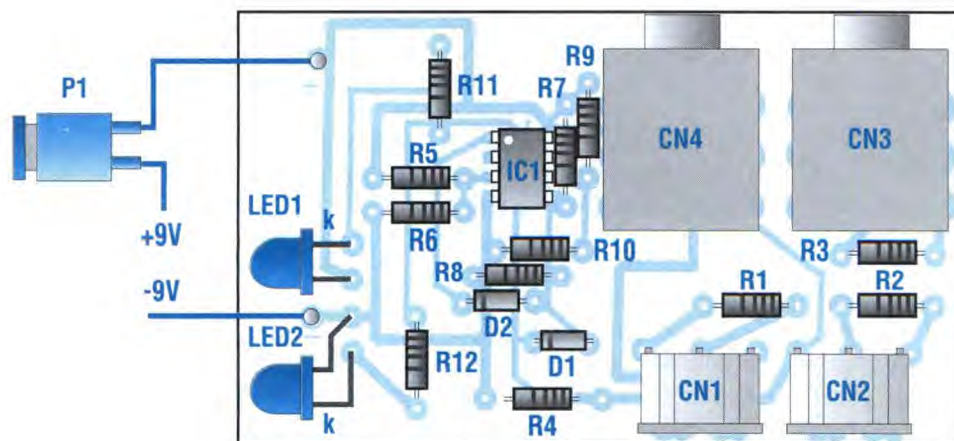 P1
+9V
-9V
LED1
k
LED2
k
R11
R9
R7
R5
IC1
R6
R10
R8
D2
D1
R12
R4
CN4
CN3
R3
R1
R2
CN1
CN2